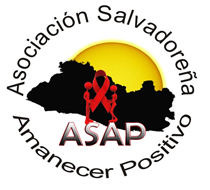 Asociación Salvadoreña
ASAP
Amanecer Positivo